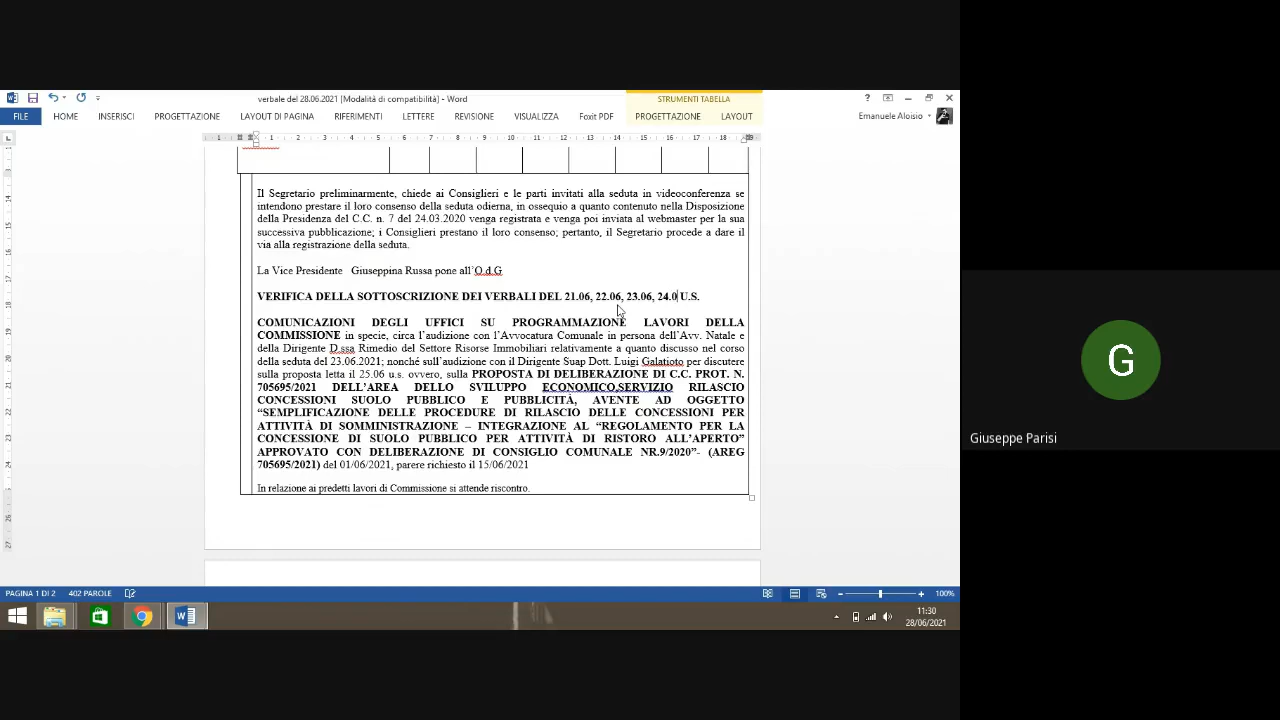 verbale del 28.06.2021 [Modalità di compatibilità] - Word
STRUMENTI TABELLA
FILE HOME INSERISCI PROGETTAZIONE LAYOUT DI PAGINA RIFERIMENTI LETTERE REVISIONE VISUALIZZA Foxit PDF PROGETTAZIONE LAYOUT Emanuele Aloisio
Il Segretario preliminarmente, chiede ai Consiglieri e le parti invitati alla seduta in videoconferenza se
intendono prestare il loro consenso della seduta odierna, in ossequio a quanto contenuto nella Disposizione
della Presidenza del C.C. n. 7 del 24.03.2020 venga registrata e venga poi inviata al webmaster per la sua
successiva pubblicazione; i Consiglieri prestano il loro consenso; pertanto, il Segretario procede a dare il
via alla registrazione della seduta.
La Vice Presidente Giuseppina Russa pone all’O.d.G
VERIFICA DELLA SOTTOSCRIZIONE DEI VERBALI DEL 21.06, 22.06, 23.06, 24.0 U.S.
COMUNICAZIONI DEGLI UFFICI SU PROGRAMMAZIONE LAVORI DELLA
COMMISSIONE in specie, circa l’audizione con l’Avvocatura Comunale in persona dell’Avv. Natale e
della Dirigente D.ssa Rimedio del Settore Risorse Immobiliari relativamente a quanto discusso nel corso
della seduta del 23.06.2021; nonché sull’audizione con il Dirigente Suap Dott. Luigi Galatioto per discutere
sulla proposta letta il 25.06 u.s. ovvero, sulla PROPOSTA DI DELIBERAZIONE DI C.C. PROT. N.
705695/2021 DELL’AREA DELLO SVILUPPO ECONOMICO,SERVIZIO RILASCIO
CONCESSIONI SUOLO PUBBLICO E PUBBLICITÀ, AVENTE AD OGGETTO
“SEMPLIFICAZIONE DELLE PROCEDURE DI RILASCIO DELLE CONCESSIONI PER
ATTIVITÀ DI SOMMINISTRAZIONE – INTEGRAZIONE AL “REGOLAMENTO PER LA
CONCESSIONE DI SUOLO PUBBLICO PER ATTIVITÀ DI RISTORO ALL’APERTO”
APPROVATO CON DELIBERAZIONE DI CONSIGLIO COMUNALE NR.9/2020”- (AREG
705695/2021) del 01/06/2021, parere richiesto il 15/06/2021
In relazione ai predetti lavori di Commissione si attende riscontro.
G
Giuseppe Parisi
PAGINA 1 DI 2 402 PAROLE 100%
11:30
28/06/2021